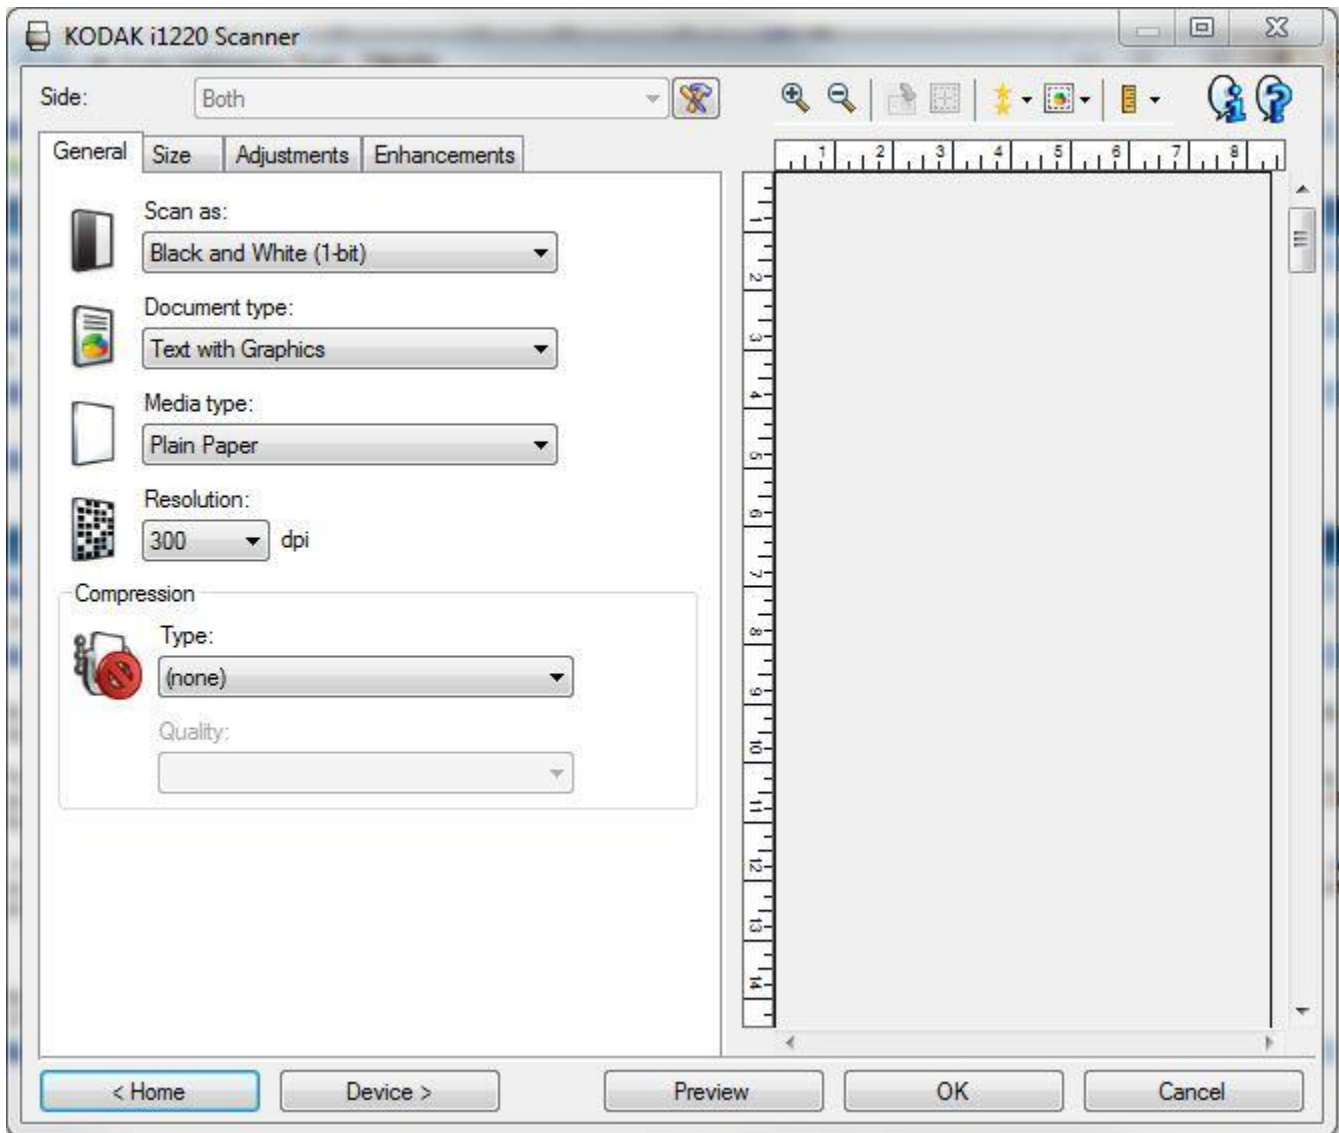 KODAK i1220 Scanner
Side: Both
General Size Adjustments Enhancements
Scan as:
Black and White (1-bit)
Document type:
Text with Graphics
Media type:
Plain Paper
Resolution:
300 dpi
Compression
Type:
(none)
Quality:
1 2 3 4 5 6 7 8
1
2
3
4
5
6
7
8
9
10
11
12
13
14
< Home Device > Preview OK Cancel